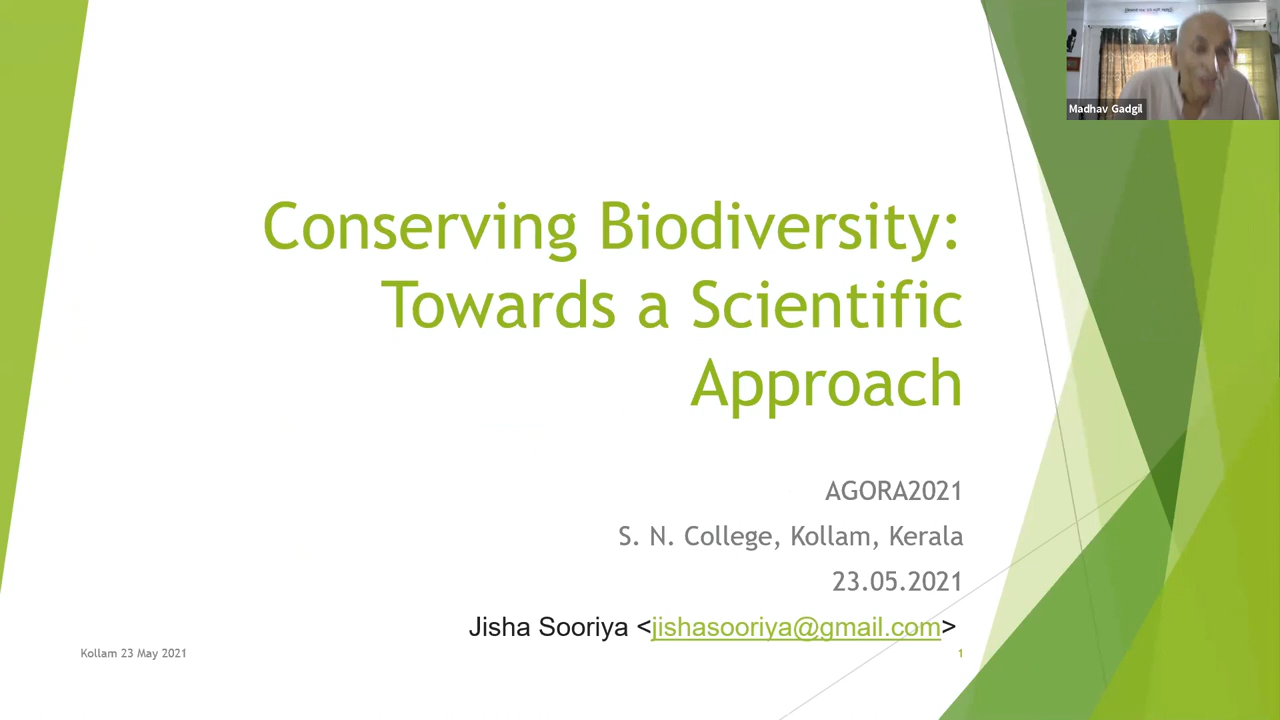 Madhav Gadgil
Conserving Biodiversity:
Towards a Scientific
Approach
AGORA2021
S. N. College, Kollam, Kerala
23.05.2021
Jisha Sooriya <jishasooriya@gmail.com>
Kollam 23 May 2021
1